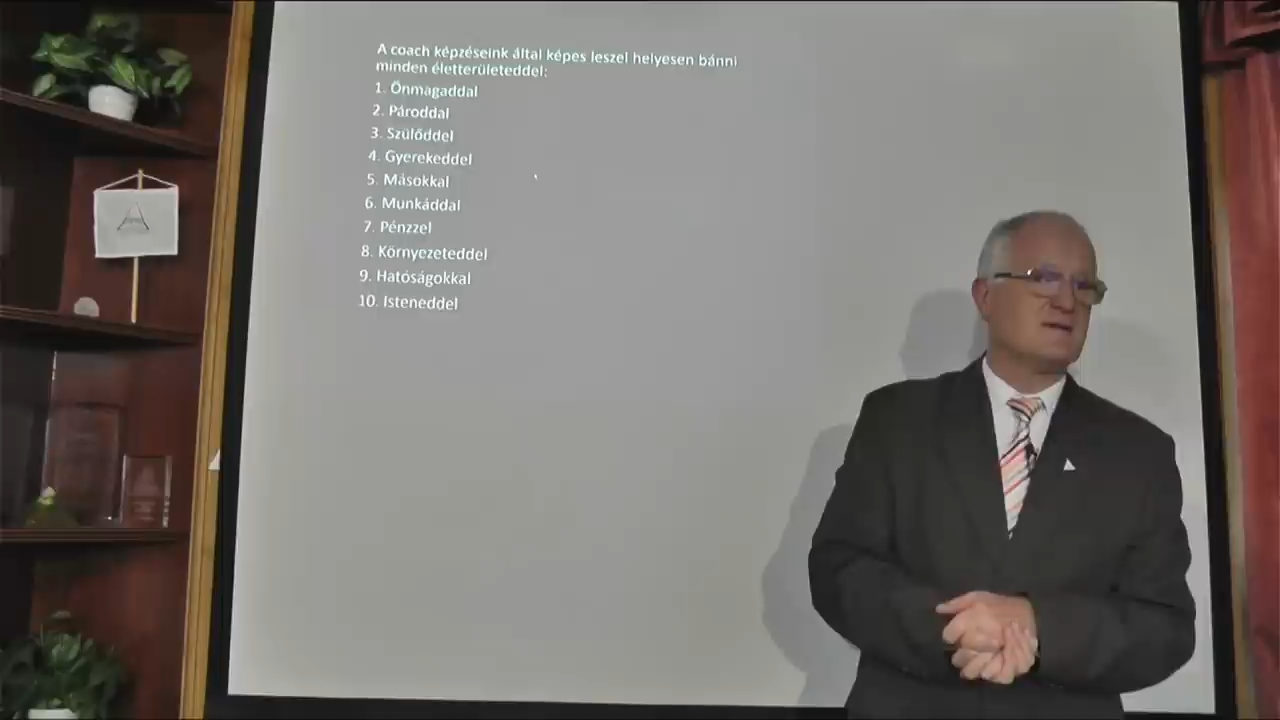 A coach képzéseink által képes leszel helyesen bánni
minden életterületeddel:
1. Önmagaddal
2. Pároddal
3. Szülőddel
4. Gyerekeddel
5. Másokkal
6. Munkáddal
7. Pénzzel
8. Környezeteddel
9. Hatóságokkal
10. Isteneddel